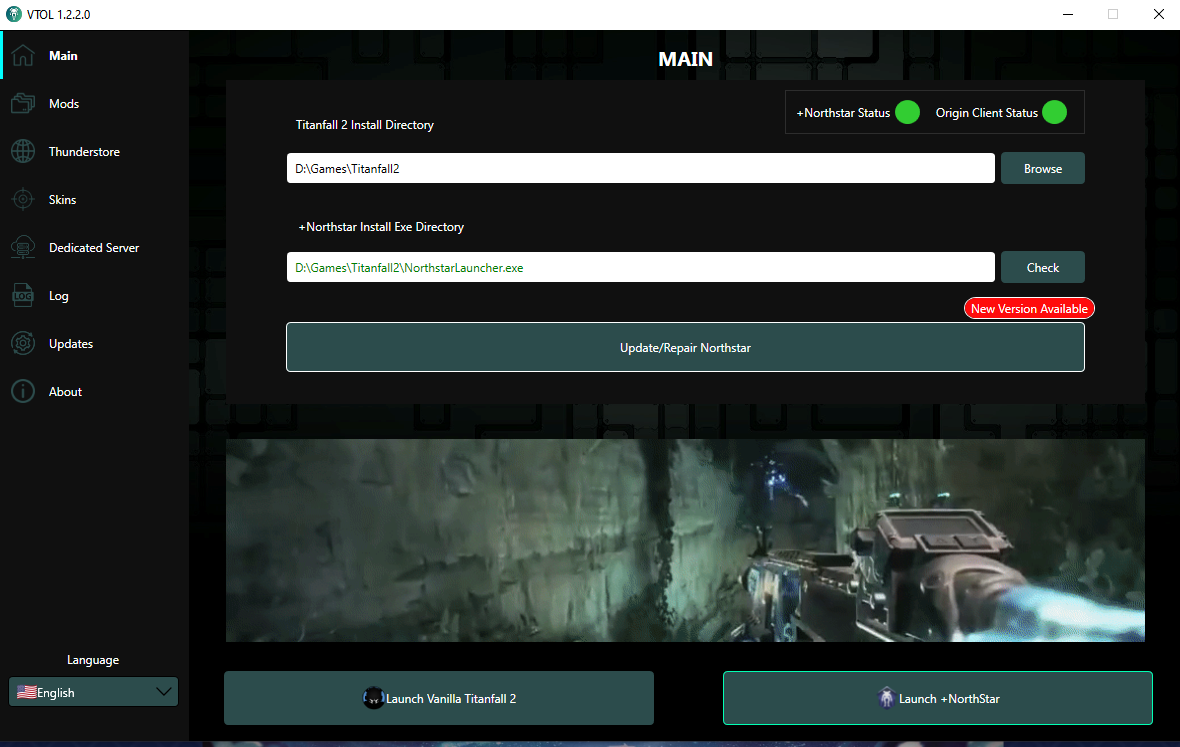 VTOL 1.2.2.0
Main
Mods
Thunderstore
Skins
Dedicated Server
LOG
Log
Updates
About
Language
English
MAIN
+Northstar Status
Origin Client Status
Titanfall 2 Install Directory
D:\Games\Titanfall2
Browse
+Northstar Install Exe Directory
D:\Games\Titanfall2\NorthstarLauncher.exe
Check
New Version Available
Update/Repair Northstar
Launch Vanilla Titanfall 2
Launch +NorthStar